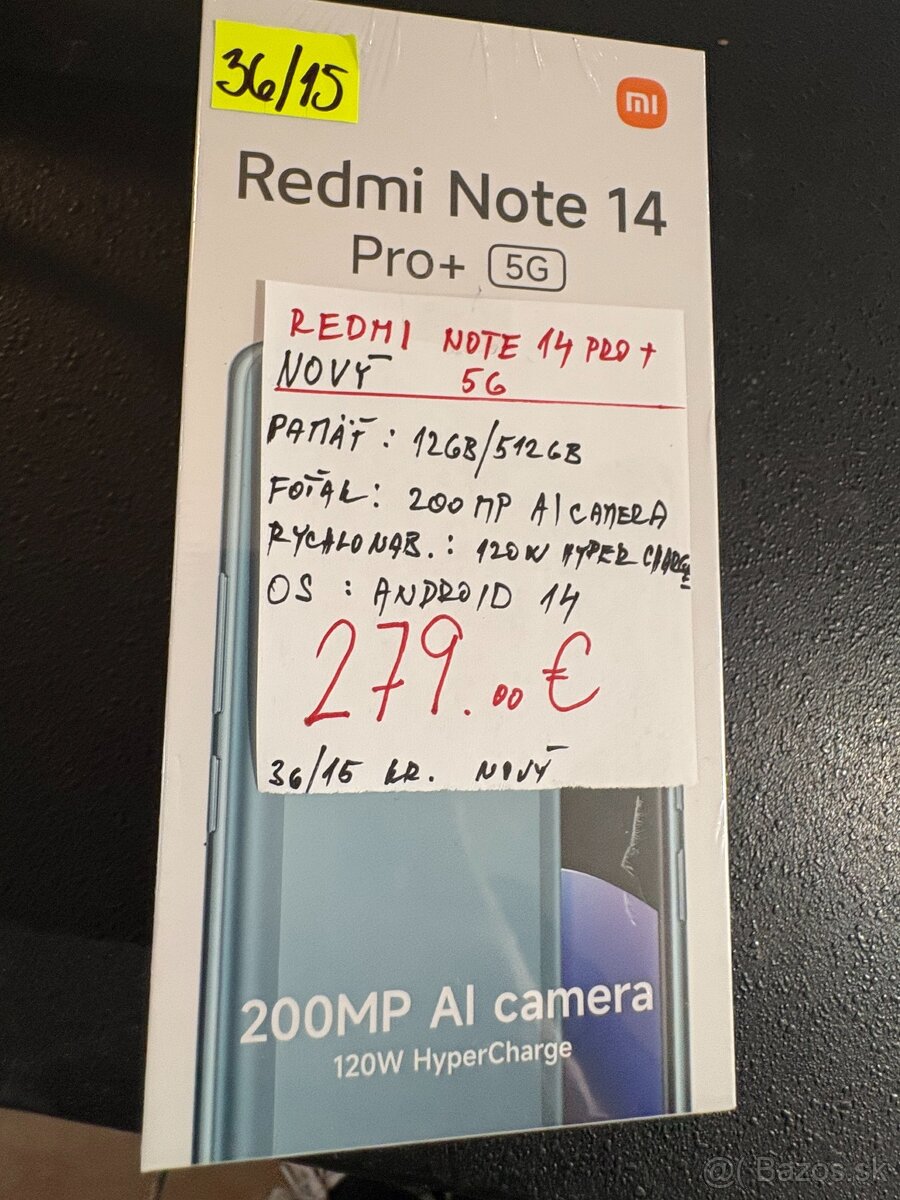 36/15
mi
Redmi Note 14
Pro+ 5G
REDMI NOTE 14 PRO+
NOVÝ 5G
PAMÄŤ : 12GB/512GB
FOŤÁK : 200 MP AI CAMERA
RYCHLONAB. : 120W HYPER CHARGE
OS : ANDROID 14
279.00 €
36/15 KR. NOVÝ
200MP AI camera
120W HyperCharge
@( Bazos.sk